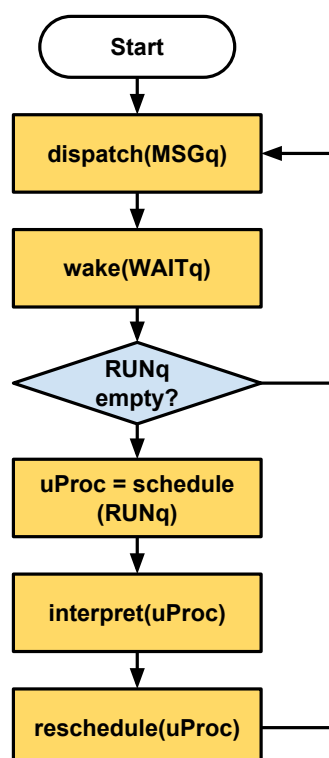 Start
dispatch(MSGq)
wake(WAITq)
RUNq
empty?
uProc = schedule
(RUNq)
interpret(uProc)
reschedule(uProc)